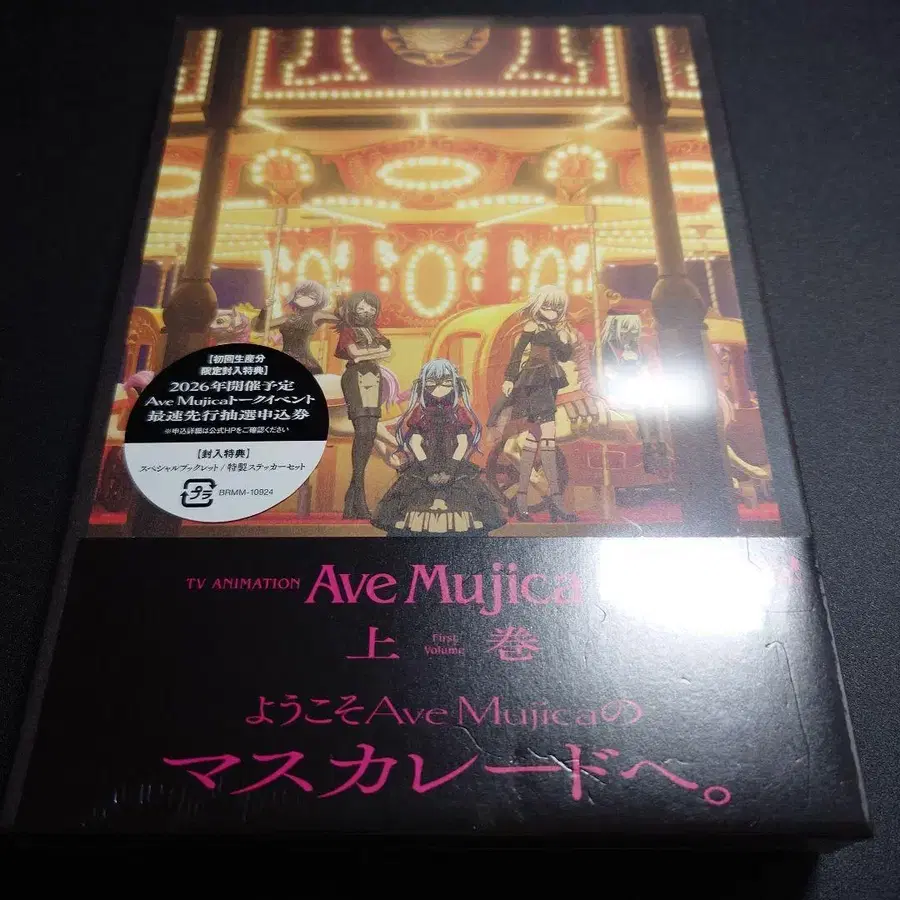 【初回生産分
限定封入特典】
2026年開催予定
Ave Mujicaトークイベント
最速先行抽選申込券
※申込詳細は公式HPをご確認ください
【封入特典】
スペシャルブックレット / 特製ステッカーセット
プラ
BRMM-10924
TV ANIMATION Ave Mujica
上 First Volume 巻
ようこそAve Mujicaの
マスカレードへ。